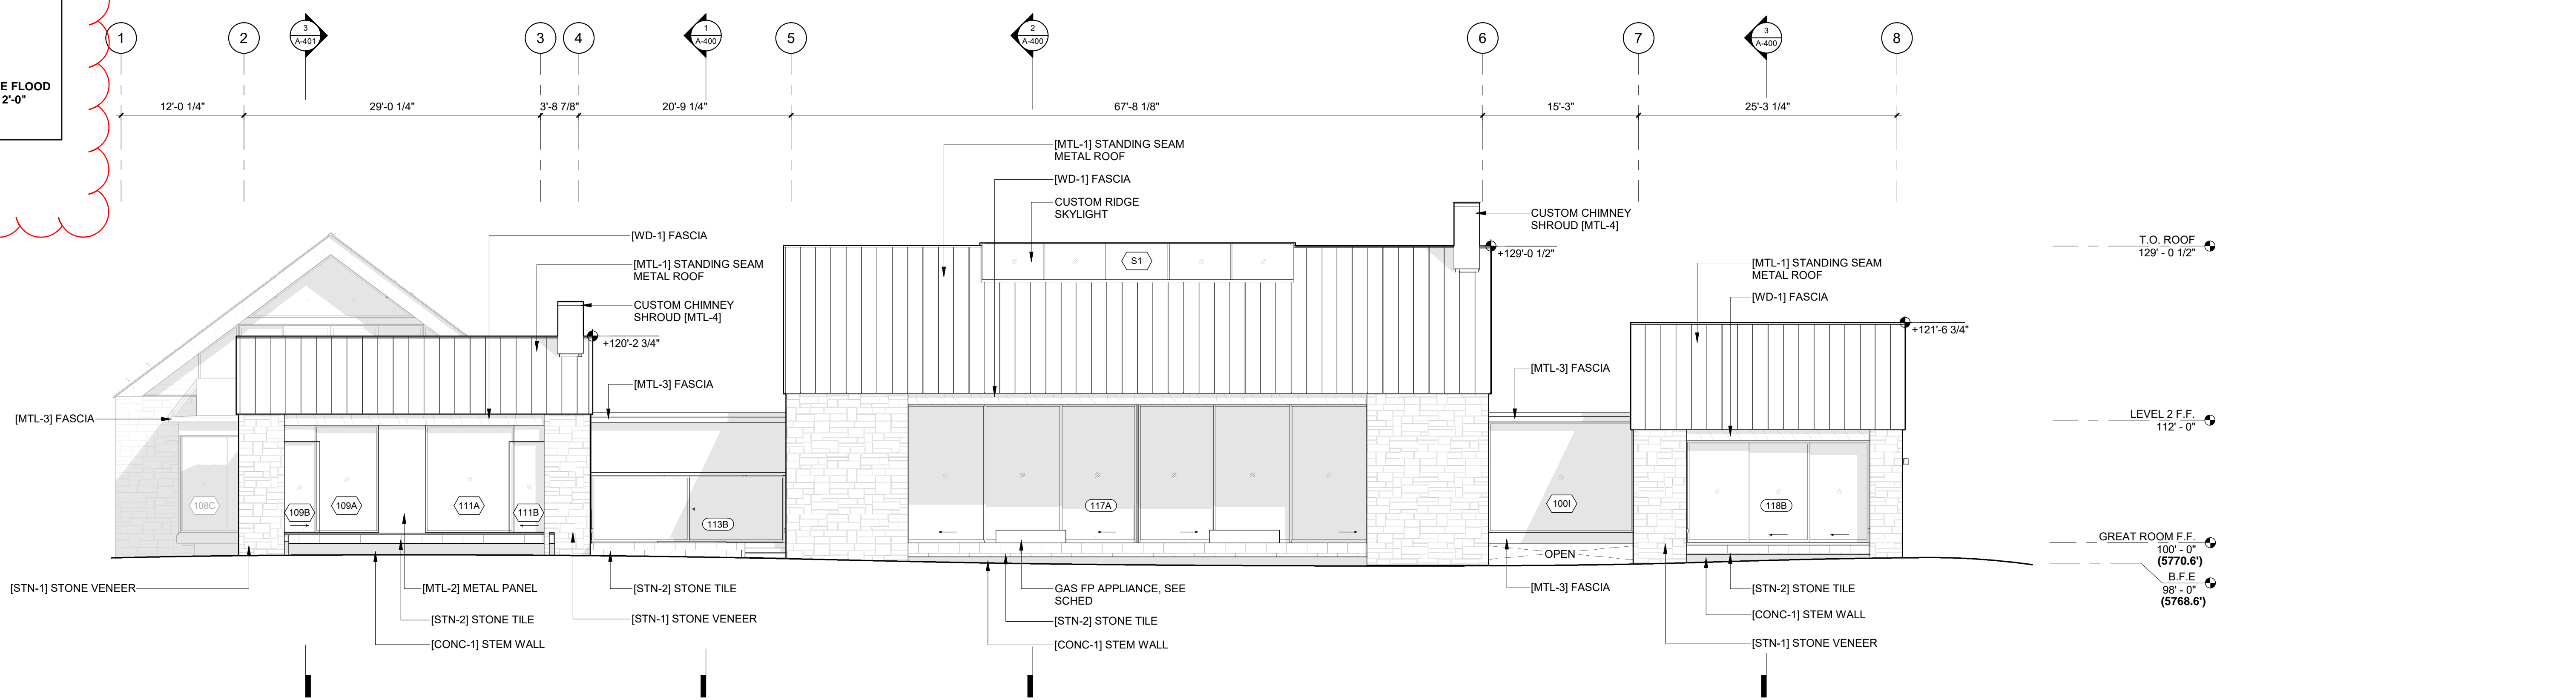 E FLOOD
2'-0"
1
2
3
A-401
3
4
1
A-400
5
2
A-400
6
7
3
A-400
8
12'-0 1/4"
29'-0 1/4"
3'-8 7/8"
20'-9 1/4"
67'-8 1/8"
15'-3"
25'-3 1/4"
[MTL-1] STANDING SEAM
METAL ROOF
[WD-1] FASCIA
CUSTOM RIDGE
SKYLIGHT
CUSTOM CHIMNEY
SHROUD [MTL-4]
[WD-1] FASCIA
[MTL-1] STANDING SEAM
METAL ROOF
CUSTOM CHIMNEY
SHROUD [MTL-4]
S1
+129'-0 1/2"
T.O. ROOF
129' - 0 1/2"
[MTL-1] STANDING SEAM
METAL ROOF
[WD-1] FASCIA
+120'-2 3/4"
+121'-6 3/4"
[MTL-3] FASCIA
[MTL-3] FASCIA
[MTL-3] FASCIA
LEVEL 2 F.F.
112' - 0"
108C
109B
109A
111A
111B
113B
117A
100I
118B
OPEN
GREAT ROOM F.F.
100' - 0"
(5770.6')
B.F.E
98' - 0"
(5768.6')
[STN-1] STONE VENEER
[MTL-2] METAL PANEL
[STN-2] STONE TILE
[CONC-1] STEM WALL
[STN-2] STONE TILE
[STN-1] STONE VENEER
GAS FP APPLIANCE, SEE
SCHED
[STN-2] STONE TILE
[CONC-1] STEM WALL
[MTL-3] FASCIA
[STN-2] STONE TILE
[CONC-1] STEM WALL
[STN-1] STONE VENEER